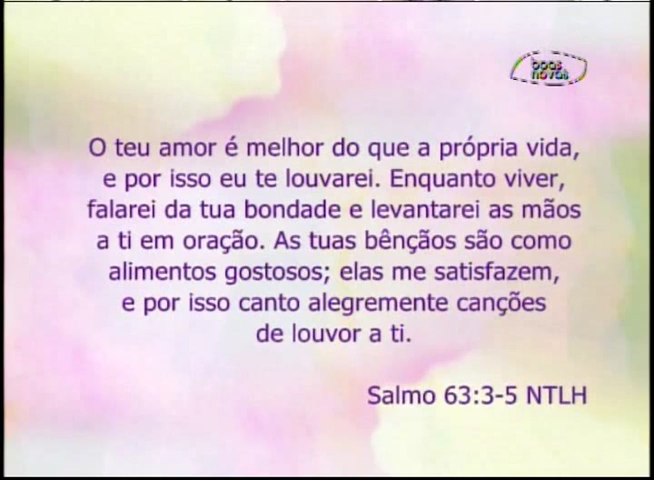 boas
novas
O teu amor é melhor do que a própria vida,
e por isso eu te louvarei. Enquanto viver,
falarei da tua bondade e levantarei as mãos
a ti em oração. As tuas bênçãos são como
alimentos gostosos; elas me satisfazem,
e por isso canto alegremente canções
de louvor a ti.
Salmo 63:3-5 NTLH